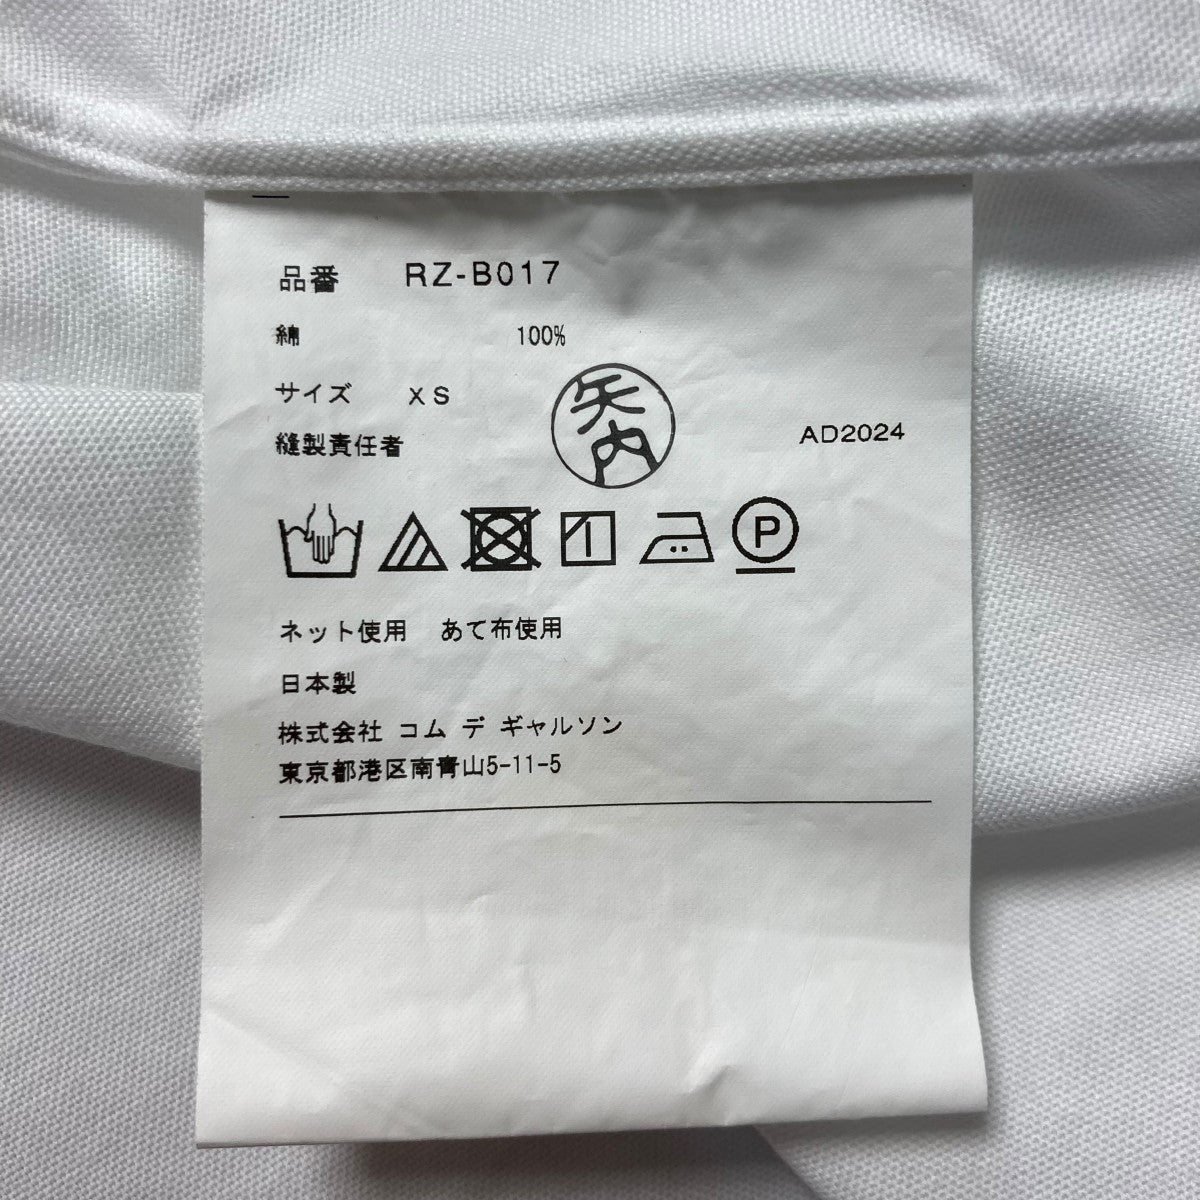 品番 RZ-B017
綿 100%
サイズ XS
縫製責任者 矢内 AD2024
P
ネット使用 あて布使用
日本製
株式会社 コム デ ギャルソン
東京都港区南青山5-11-5